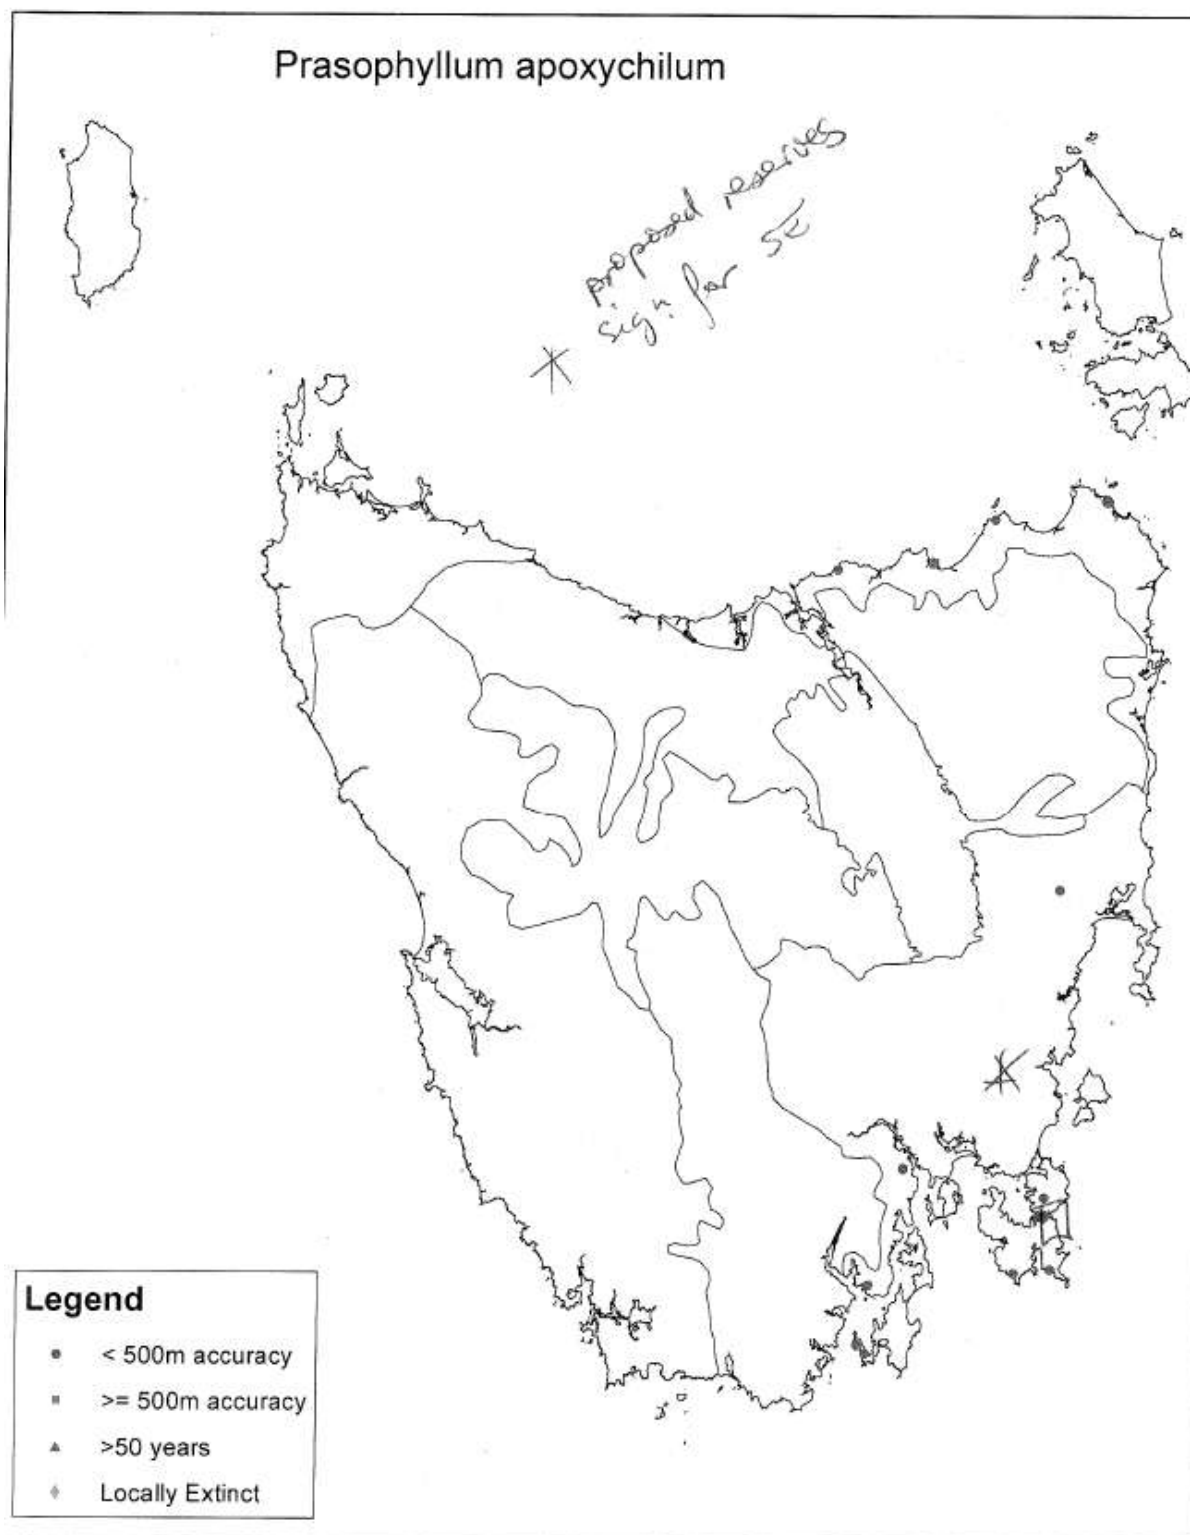 Prasophyllum apoxychilum
proposed reserves
sign. for SE
Legend
< 500m accuracy
>= 500m accuracy
>50 years
Locally Extinct